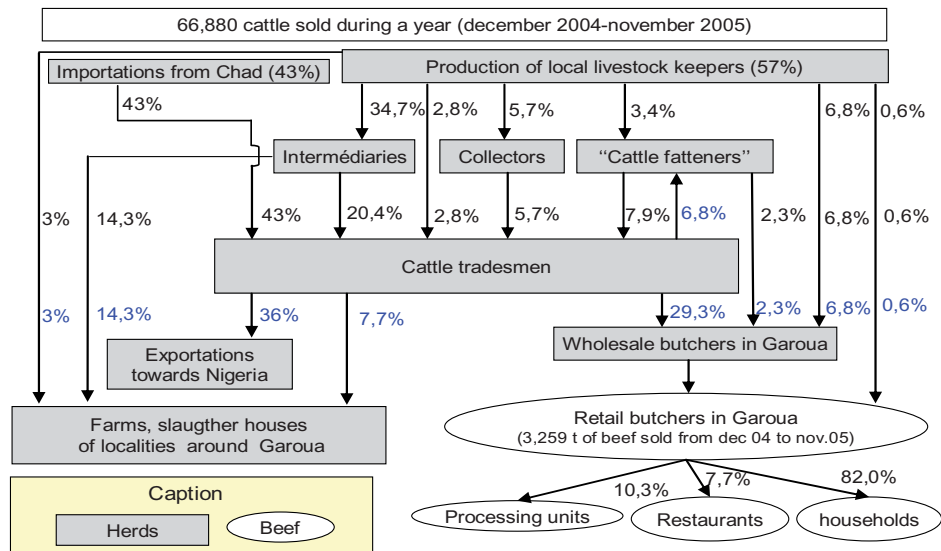 66,880 cattle sold during a year (december 2004-november 2005)
Importations from Chad (43%)
Production of local livestock keepers (57%)
43%
34,7%
2,8%
5,7%
3,4%
6,8%
0,6%
Intermédiaries
Collectors
“Cattle fatteners”
3%
14,3%
43%
20,4%
2,8%
5,7%
7,9%
6,8%
2,3%
6,8%
0,6%
Cattle tradesmen
3%
14,3%
36%
7,7%
29,3%
2,3%
6,8%
0,6%
Exportations
towards Nigeria
Wholesale butchers in Garoua
Farms, slaugther houses
of localities around Garoua
Retail butchers in Garoua
(3,259 t of beef sold from dec 04 to nov.05)
10,3%
7,7%
82,0%
Processing units
Restaurants
households
Caption
Herds
Beef